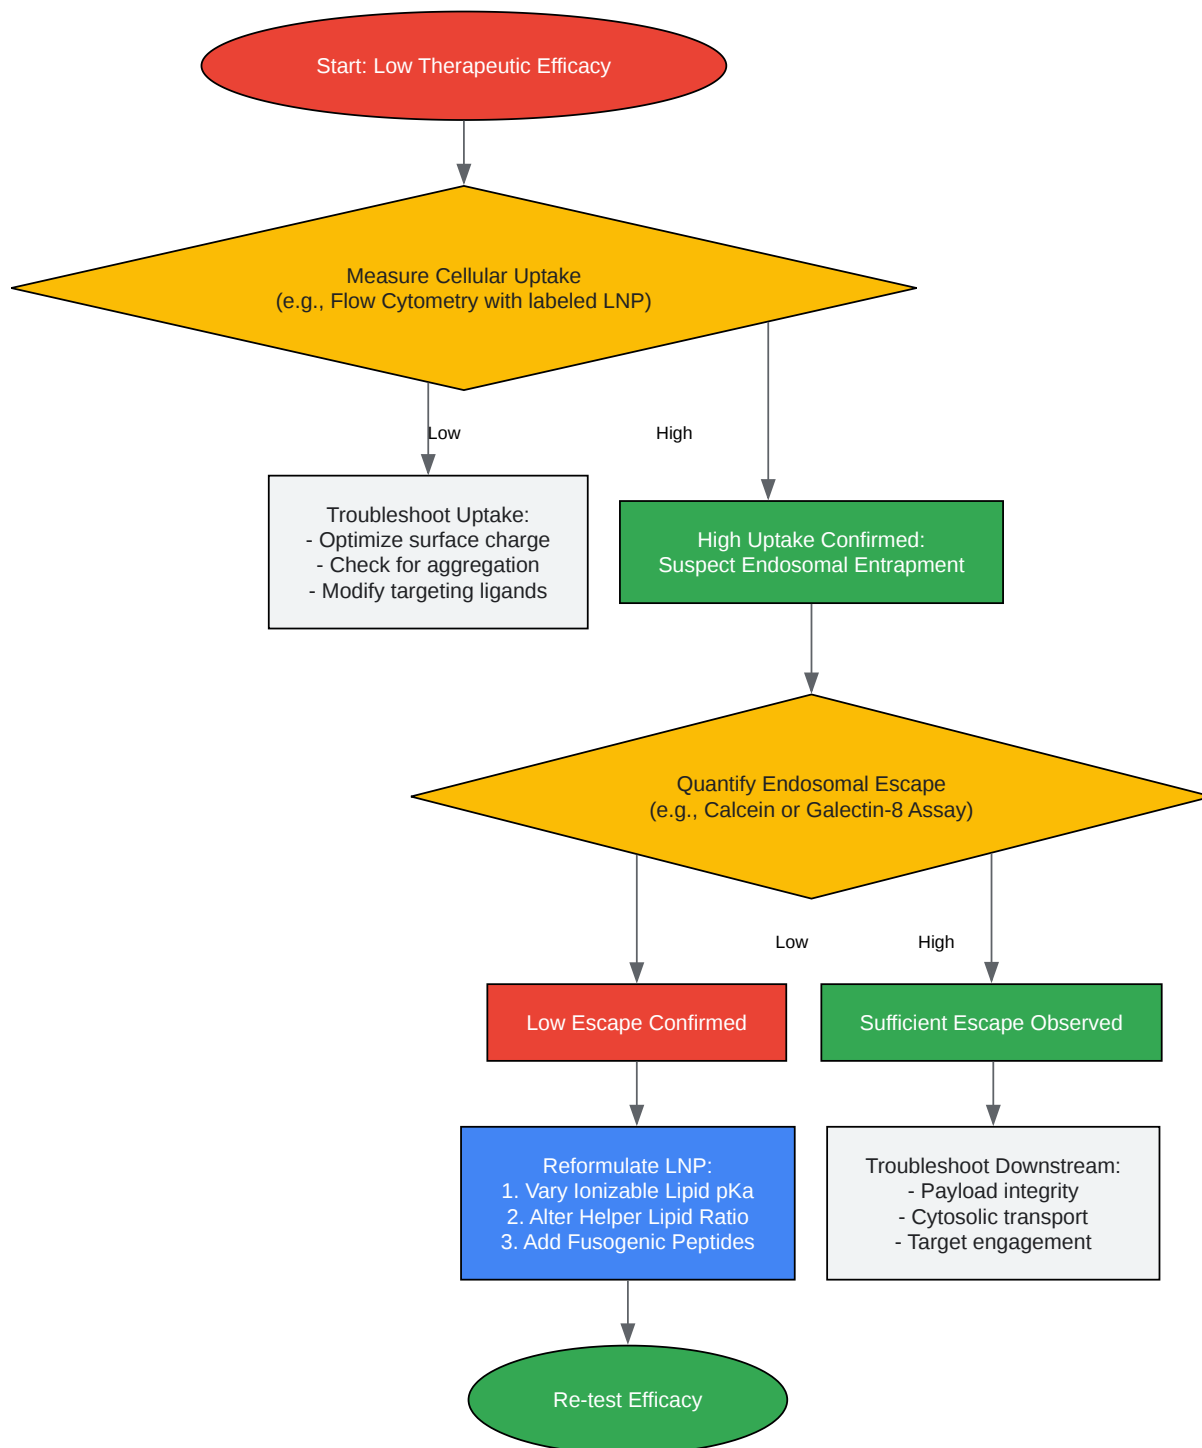 Start: Low Therapeutic Efficacy
Measure Cellular Uptake
(e.g., Flow Cytometry with labeled LNP)
Low
High
Troubleshoot Uptake:
- Optimize surface charge
- Check for aggregation
- Modify targeting ligands
High Uptake Confirmed:
Suspect Endosomal Entrapment
Quantify Endosomal Escape
(e.g., Calcein or Galectin-8 Assay)
Low
High
Low Escape Confirmed
Sufficient Escape Observed
Reformulate LNP:
1. Vary Ionizable Lipid pKa
2. Alter Helper Lipid Ratio
3. Add Fusogenic Peptides
Troubleshoot Downstream:
- Payload integrity
- Cytosolic transport
- Target engagement
Re-test Efficacy